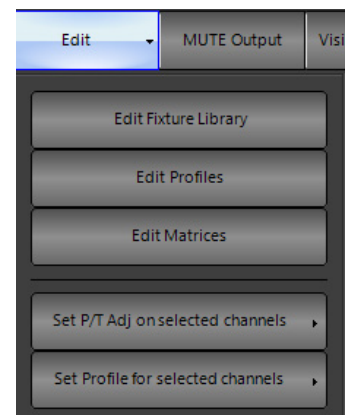 Edit MUTE Output Visi
Edit Fixture Library
Edit Profiles
Edit Matrices
Set P/T Adj on selected channels
Set Profile for selected channels